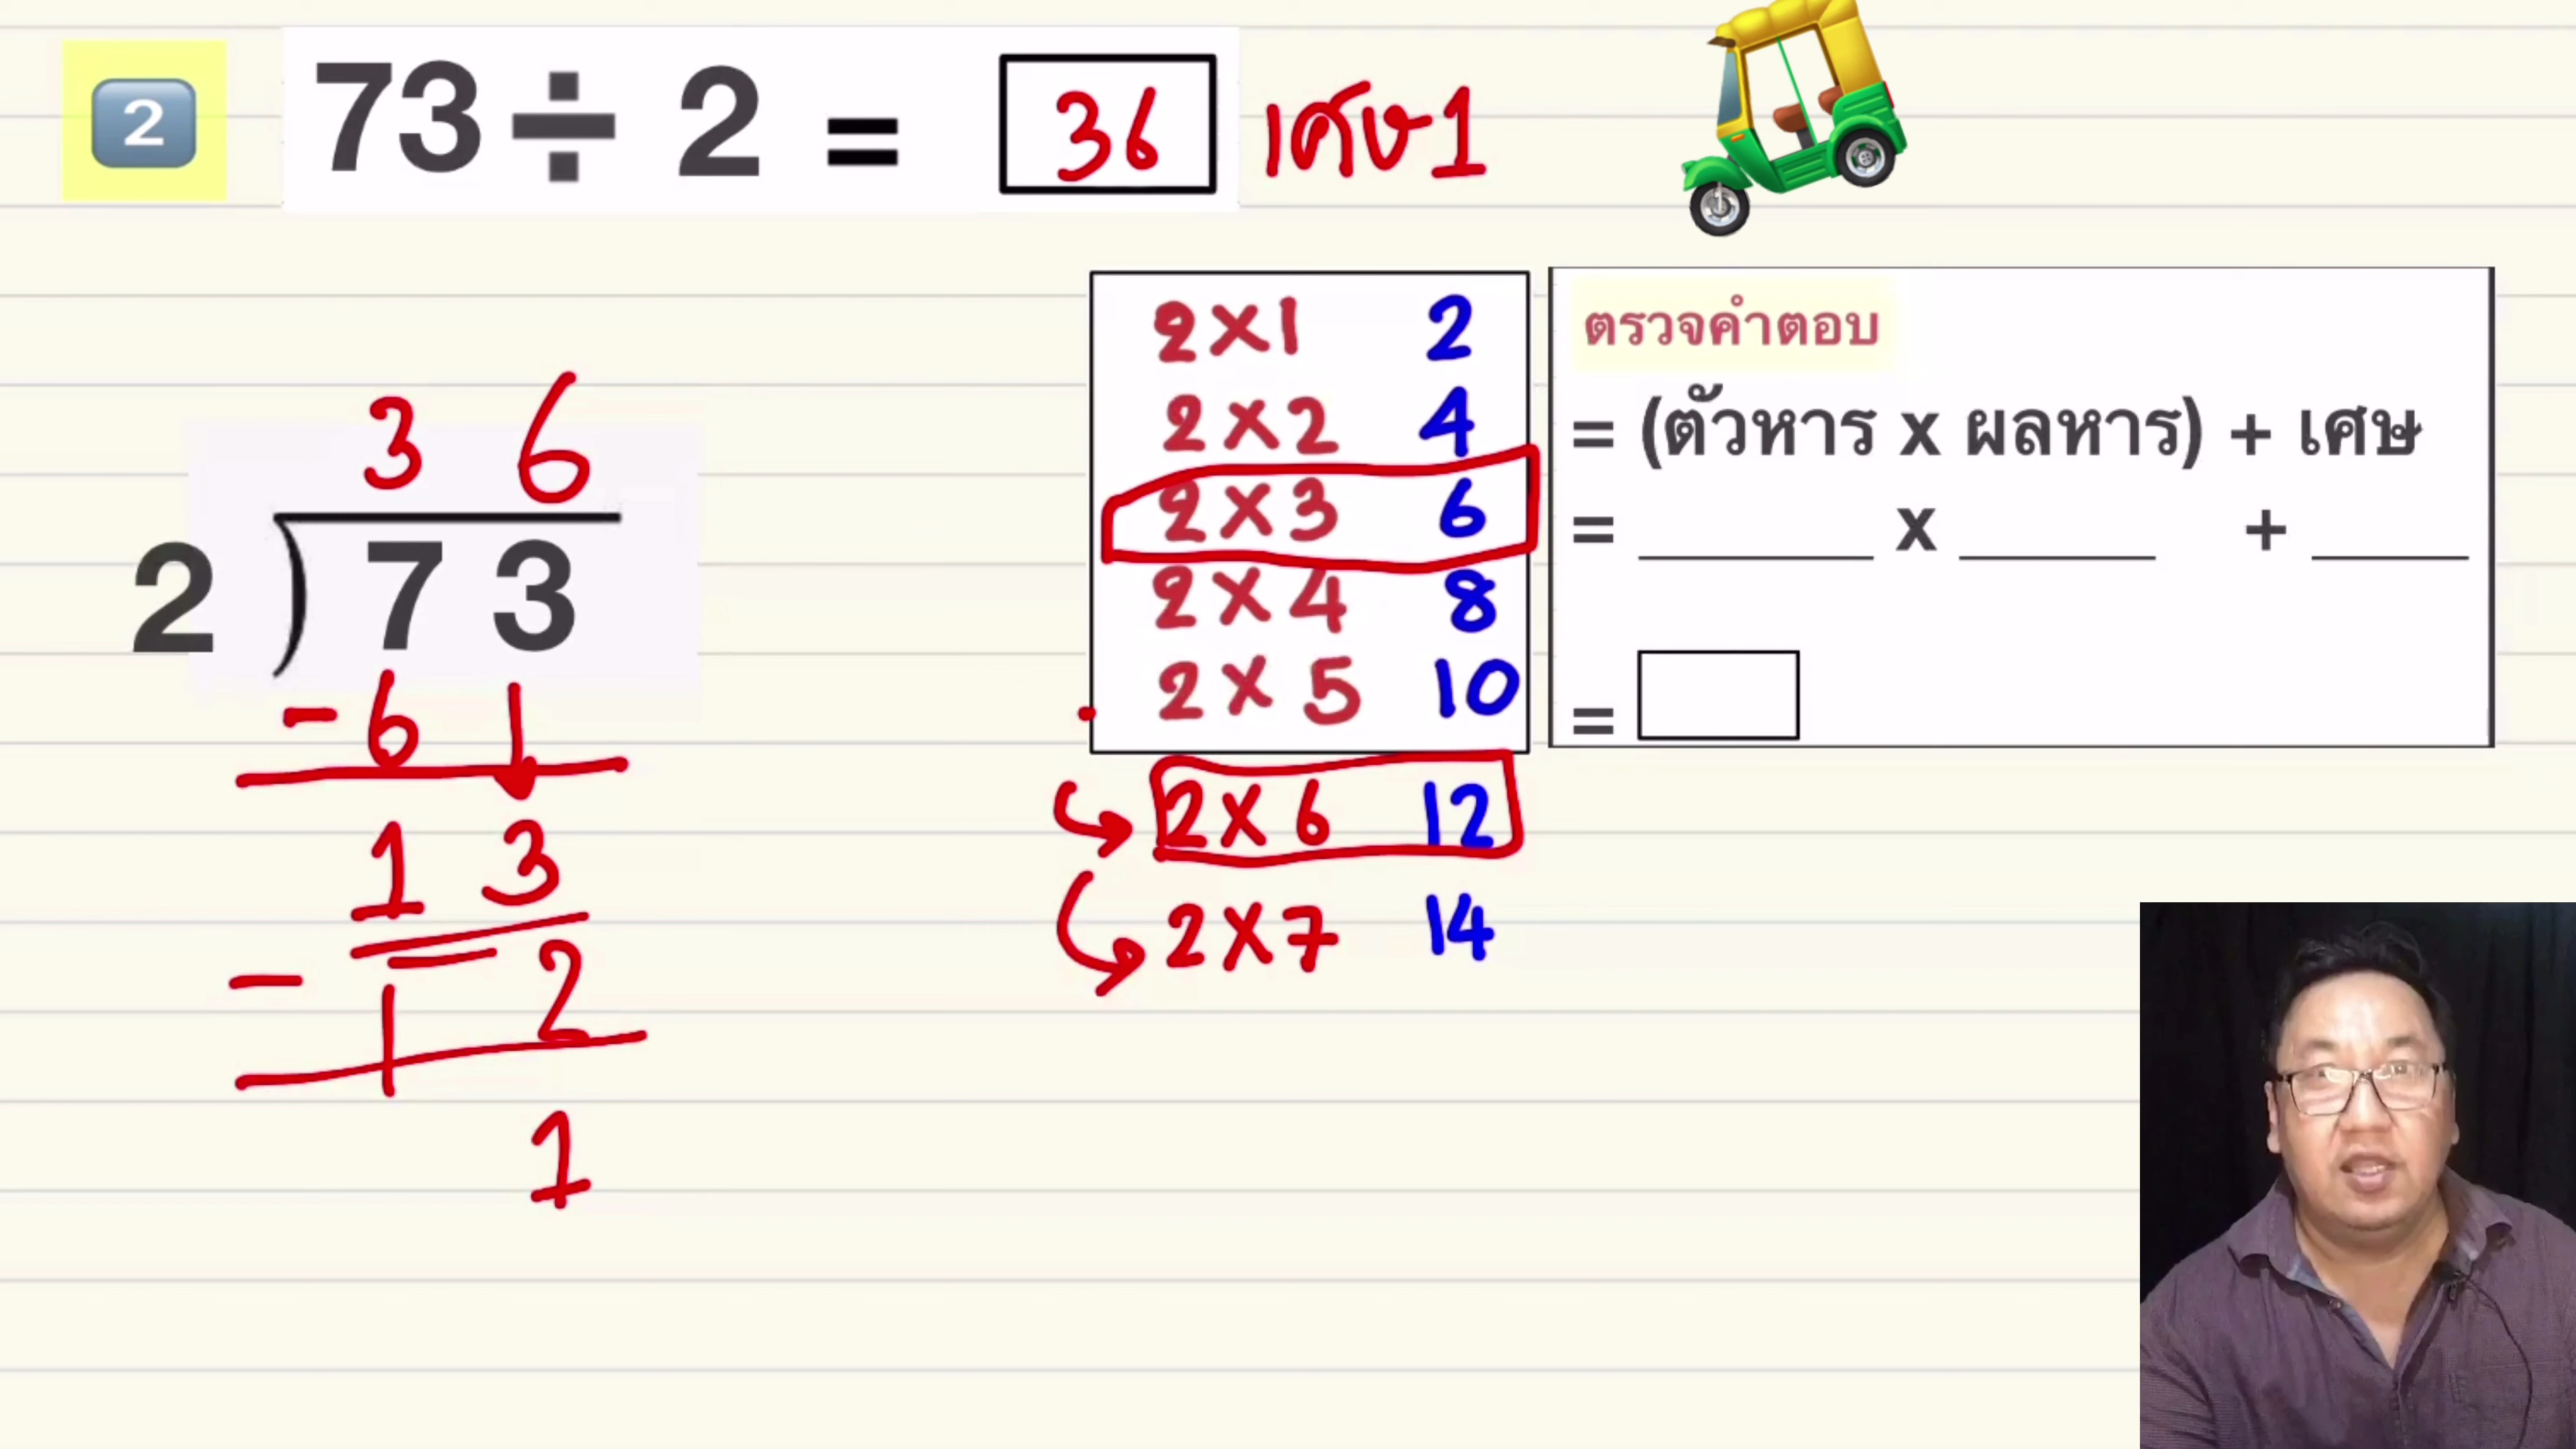 2 73 ÷ 2 = 36 เศษ1
3 6
2 ) 7 3
- 6
1 3
- 1 2
1
2 × 1 2
2 × 2 4
2 × 3 6
2 × 4 8
2 × 5 10
2 × 6 12
2 × 7 14
ตรวจคำตอบ
= (ตัวหาร x ผลหาร) + เศษ
= ______ x ______ + ______
=